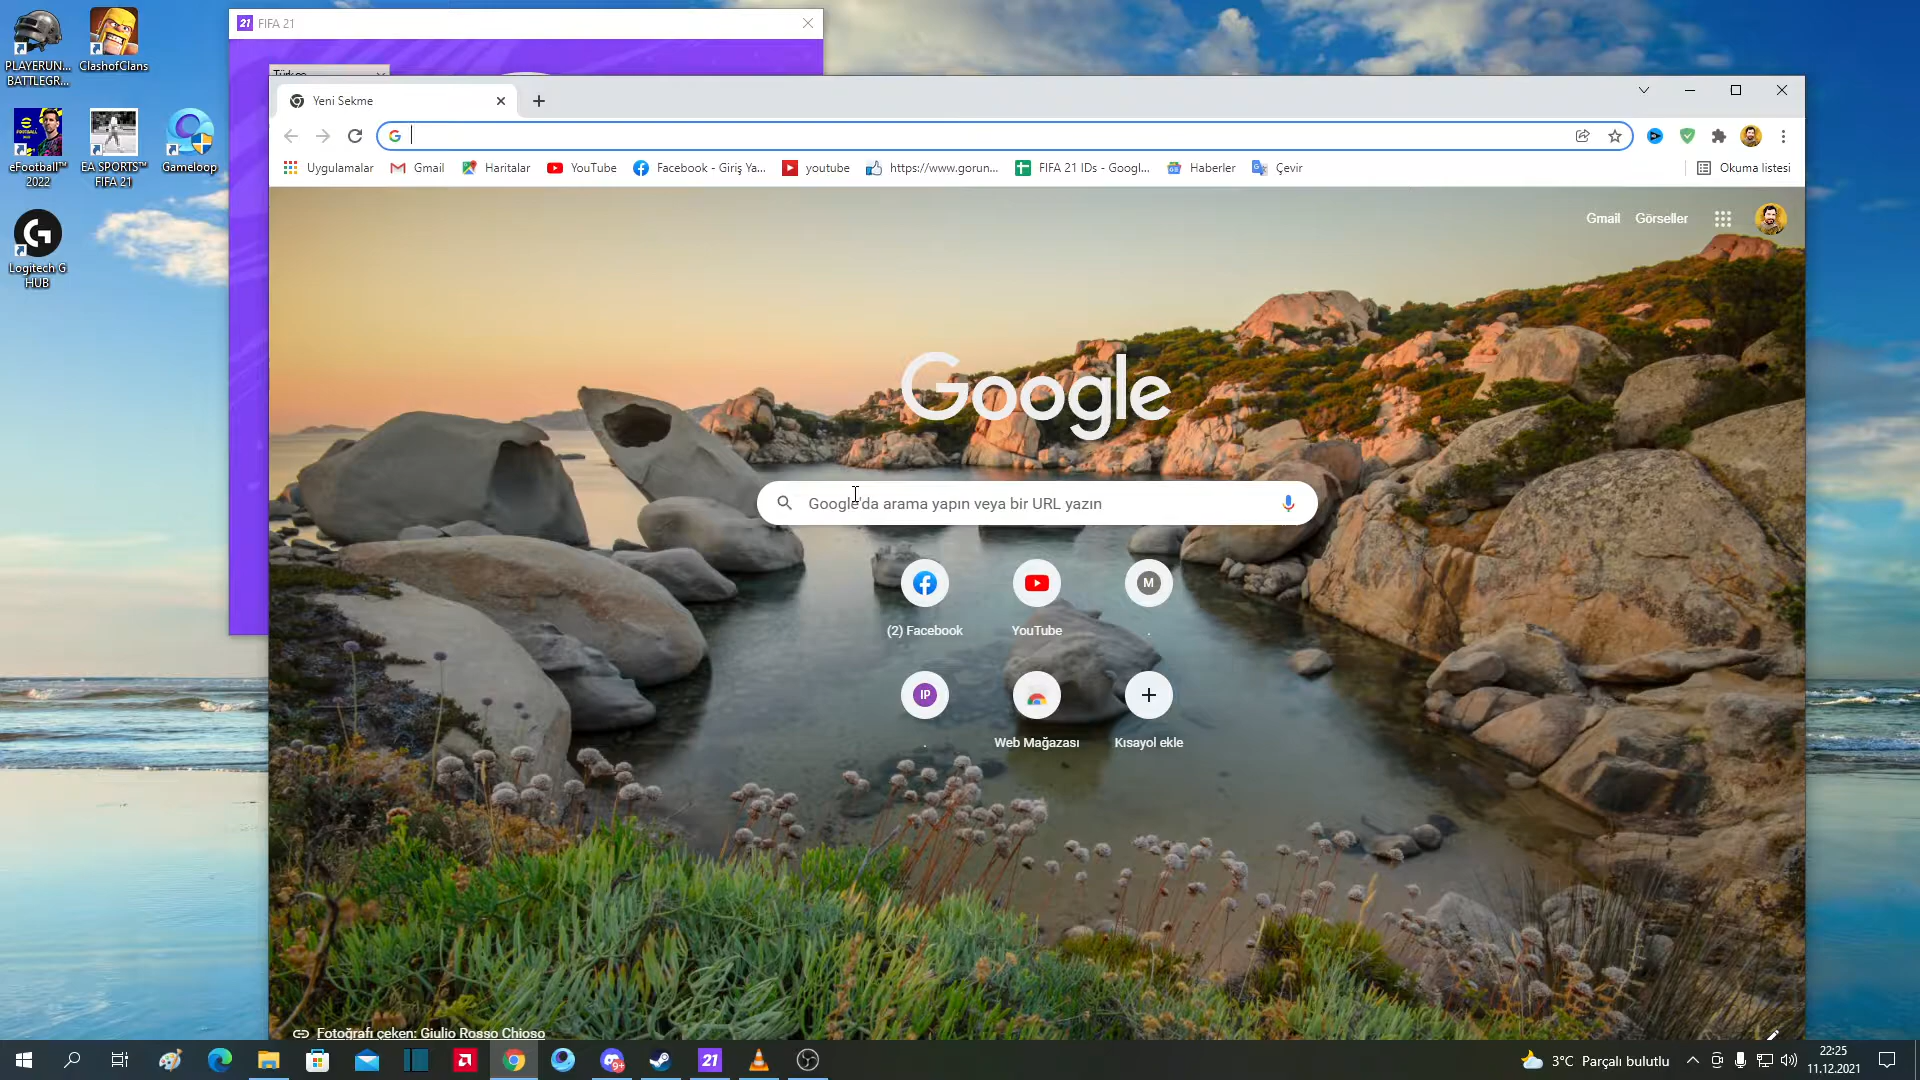 PLAYERUN...
BATTLEGR...
ClashofClans
eFootball™
2022
EA SPORTS™
FIFA 21
Gameloop
Logitech G
HUB
21 FIFA 21
Türkçe
Yeni Sekme
Uygulamalar
Gmail
Haritalar
YouTube
Facebook - Giriş Ya...
youtube
https://www.gorun...
FIFA 21 IDs - Googl...
Haberler
Çevir
Okuma listesi
Gmail
Görseller
Google
Google'da arama yapın veya bir URL yazın
(2) Facebook
YouTube
M
.
IP
.
Web Mağazası
Kısayol ekle
Fotoğrafı çeken: Giulio Rosso Chioso
9+
21
3°C Parçalı bulutlu
22:25
11.12.2021